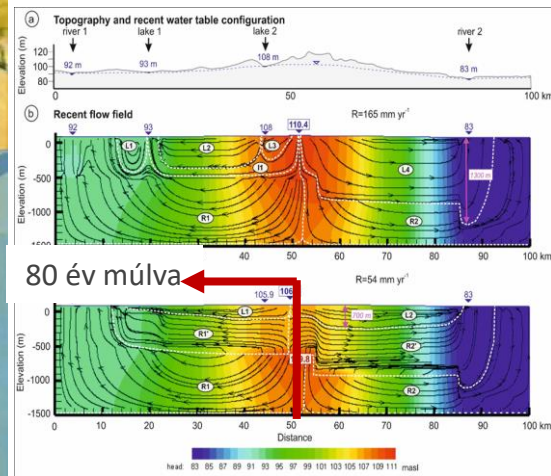 a Topography and recent water table configuration
river 1 lake 1 lake 2 river 2
Elevation (m)
120
100
80
92 m 93 m 108 m 83 m
0 50 100 km
b Recent flow field R=165 mm yr⁻¹
92 93 108 110.4 83
Elevation (m)
0
-500
-1000
-1500
L1 L2 L3 L4
I1
R1 R2
1300 m
40 50 60 70 80 90 100
80 év múlva
R=54 mm yr⁻¹
105.9 106 83
Elevation (m)
0
-500
-1000
-1500
L1 L2
R1' R2'
R1 R2
700 m
0 10 20 30 40 50 60 70 80 90 100
Distance
head: 83 85 87 89 91 93 95 97 99 101 103 105 107 109 111 masl